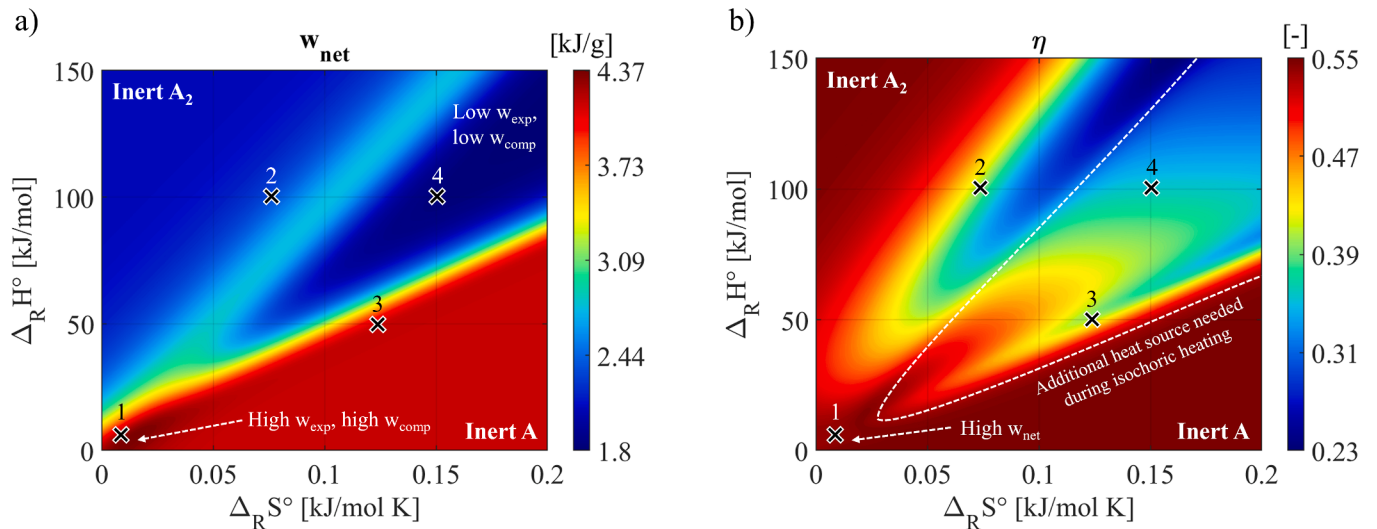 a)
w_net
[kJ/g]
150
100
50
0
Δ_R H° [kJ/mol]
0
0.05
0.1
0.15
0.2
Δ_R S° [kJ/mol K]
Inert A₂
Low w_exp,
low w_comp
2
4
3
1
High w_exp, high w_comp
Inert A
4.37
3.73
3.09
2.44
1.8
b)
η
[-]
150
100
50
0
Δ_R H° [kJ/mol]
0
0.05
0.1
0.15
0.2
Δ_R S° [kJ/mol K]
Inert A₂
2
4
3
Additional heat source needed
during isochoric heating
1
High w_net
Inert A
0.55
0.47
0.39
0.31
0.23